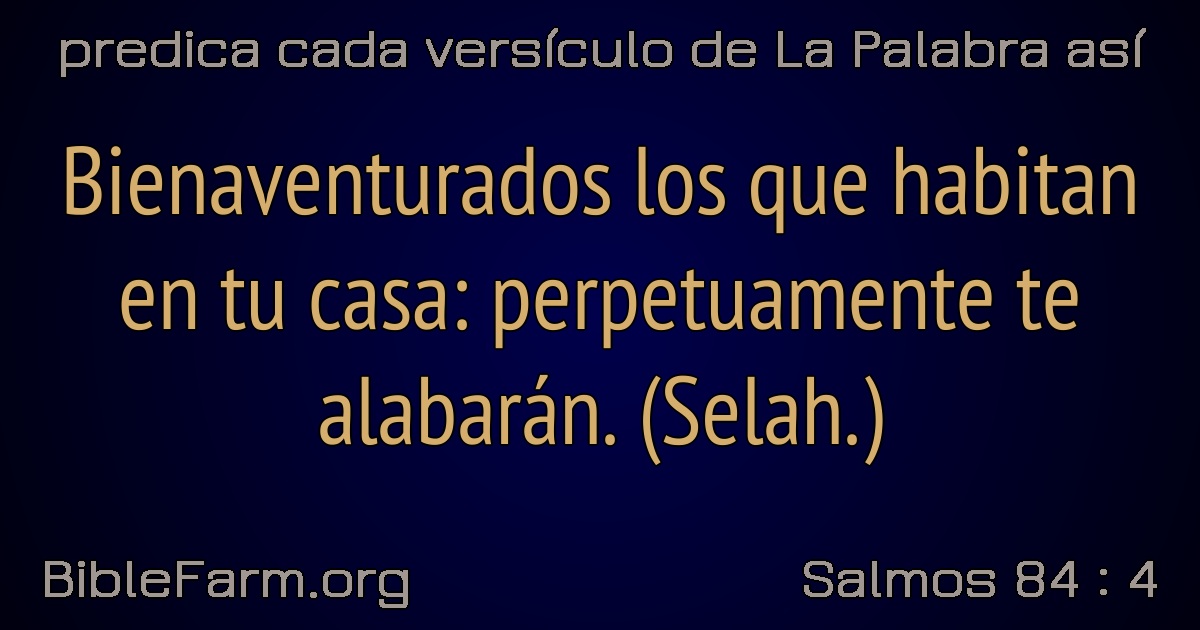 predica cada versículo de La Palabra así
Bienaventurados los que habitan
en tu casa: perpetuamente te
alabarán. (Selah.)
BibleFarm.org
Salmos 84 : 4